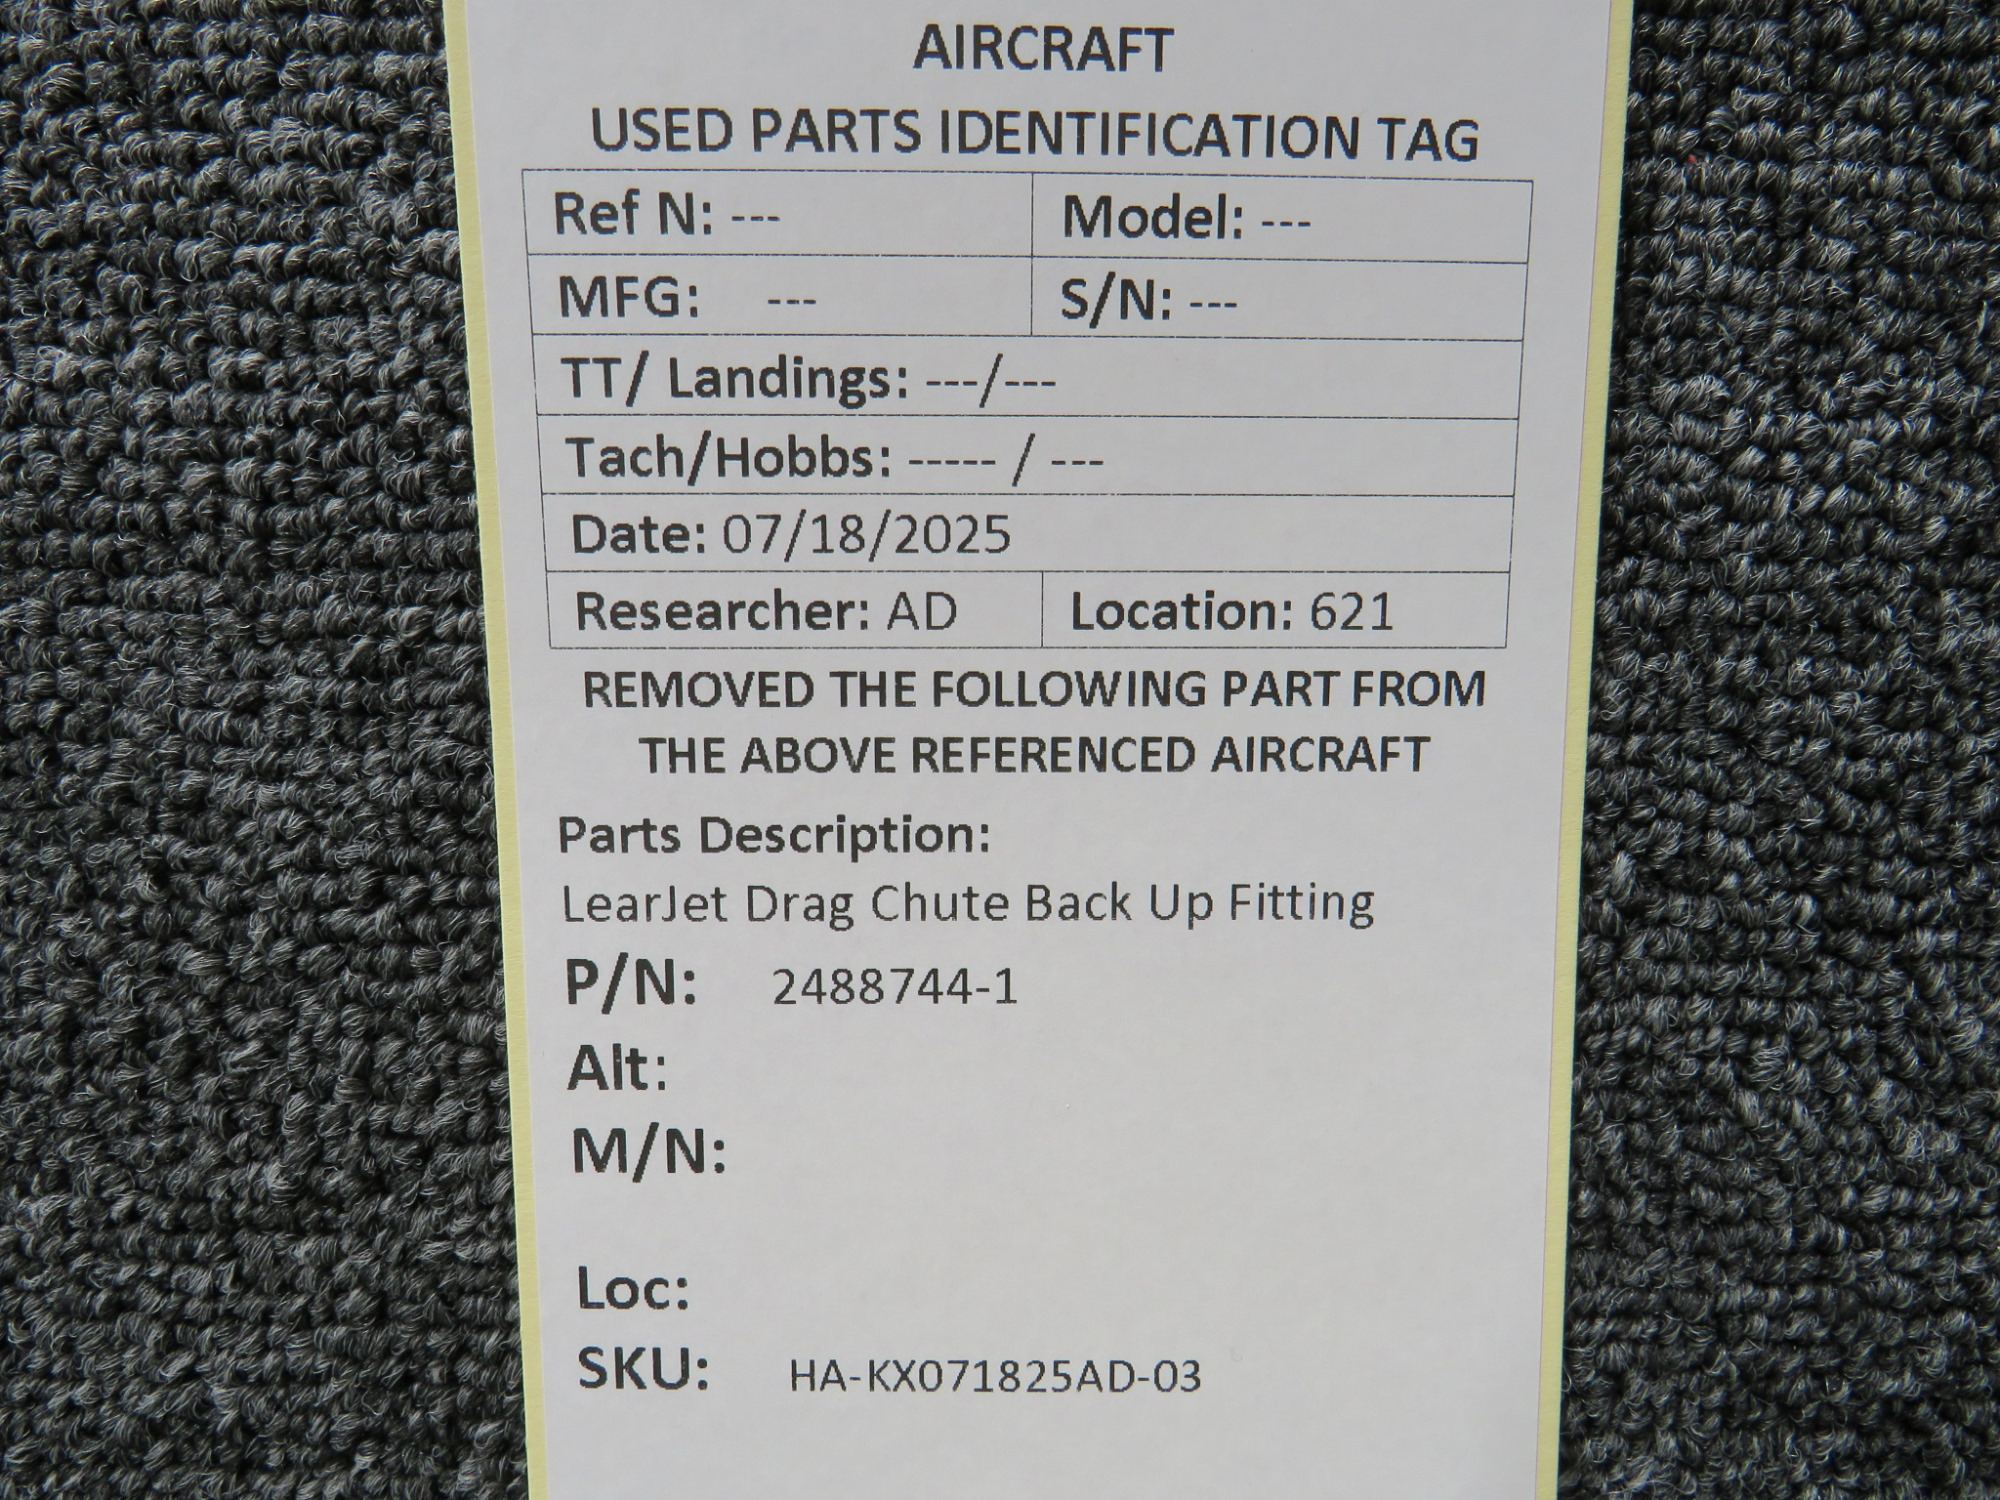 AIRCRAFT
USED PARTS IDENTIFICATION TAG
Ref N: --- Model: ---
MFG: --- S/N: ---
TT/ Landings: ---/---
Tach/Hobbs: ----- / ---
Date: 07/18/2025
Researcher: AD Location: 621
REMOVED THE FOLLOWING PART FROM
THE ABOVE REFERENCED AIRCRAFT
Parts Description:
LearJet Drag Chute Back Up Fitting
P/N: 2488744-1
Alt:
M/N:
Loc:
SKU: HA-KX071825AD-03